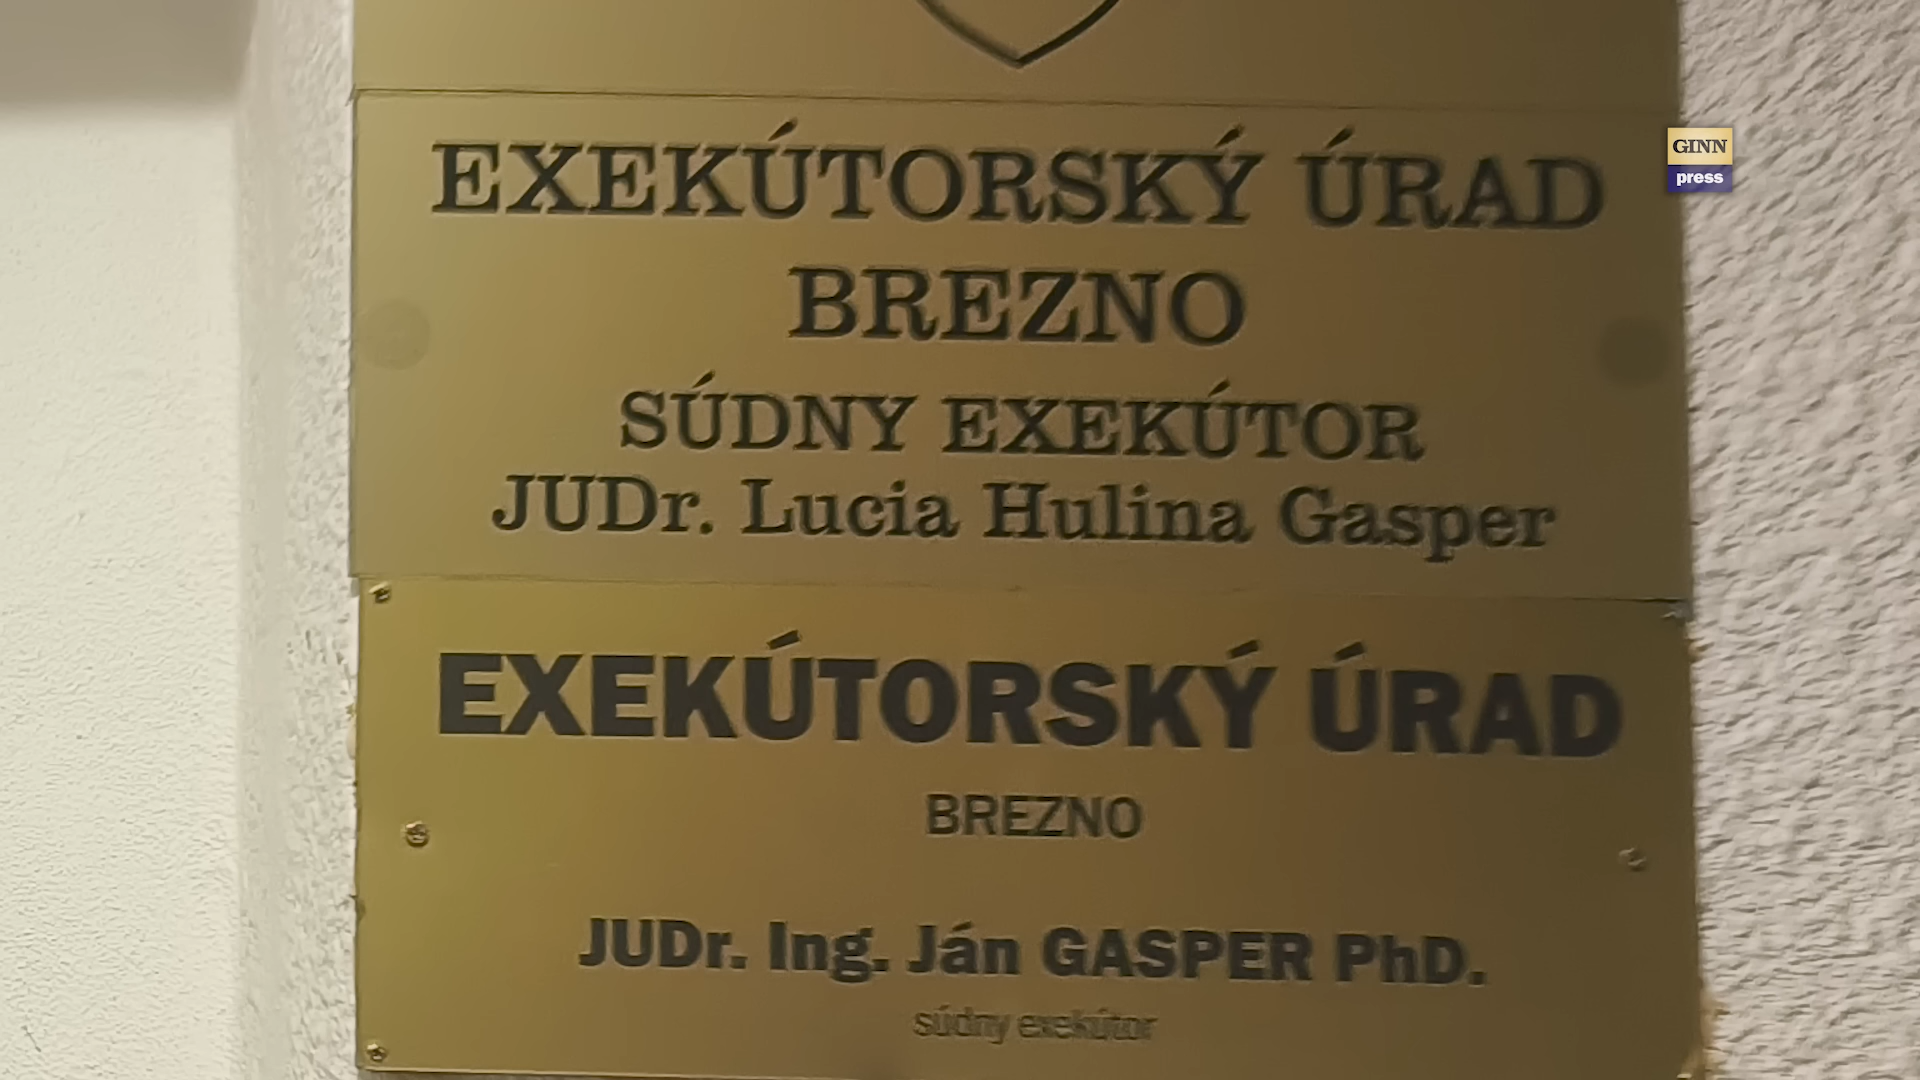 EXEKÚTORSKÝ ÚRAD
BREZNO
SÚDNY EXEKÚTOR
JUDr. Lucia Hulina Gasper
EXEKÚTORSKÝ ÚRAD
BREZNO
JUDr. Ing. Ján GASPER PhD.
súdny exekútor
GINN
press